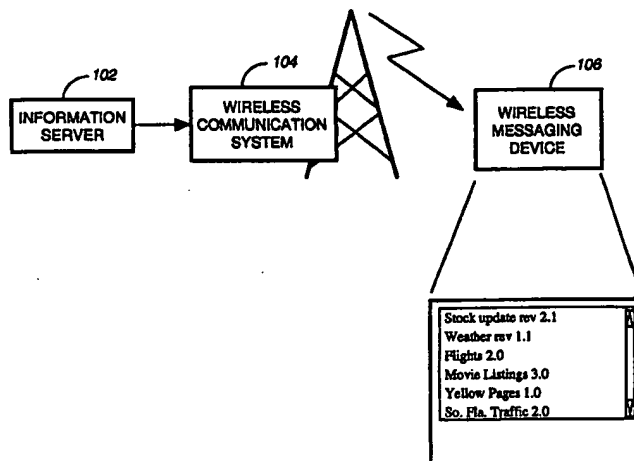 102
INFORMATION
SERVER
104
WIRELESS
COMMUNICATION
SYSTEM
106
WIRELESS
MESSAGING
DEVICE
Stock update rev 2.1
Weather rev 1.1
Flights 2.0
Movie Listings 3.0
Yellow Pages 1.0
So. Fla. Traffic 2.0